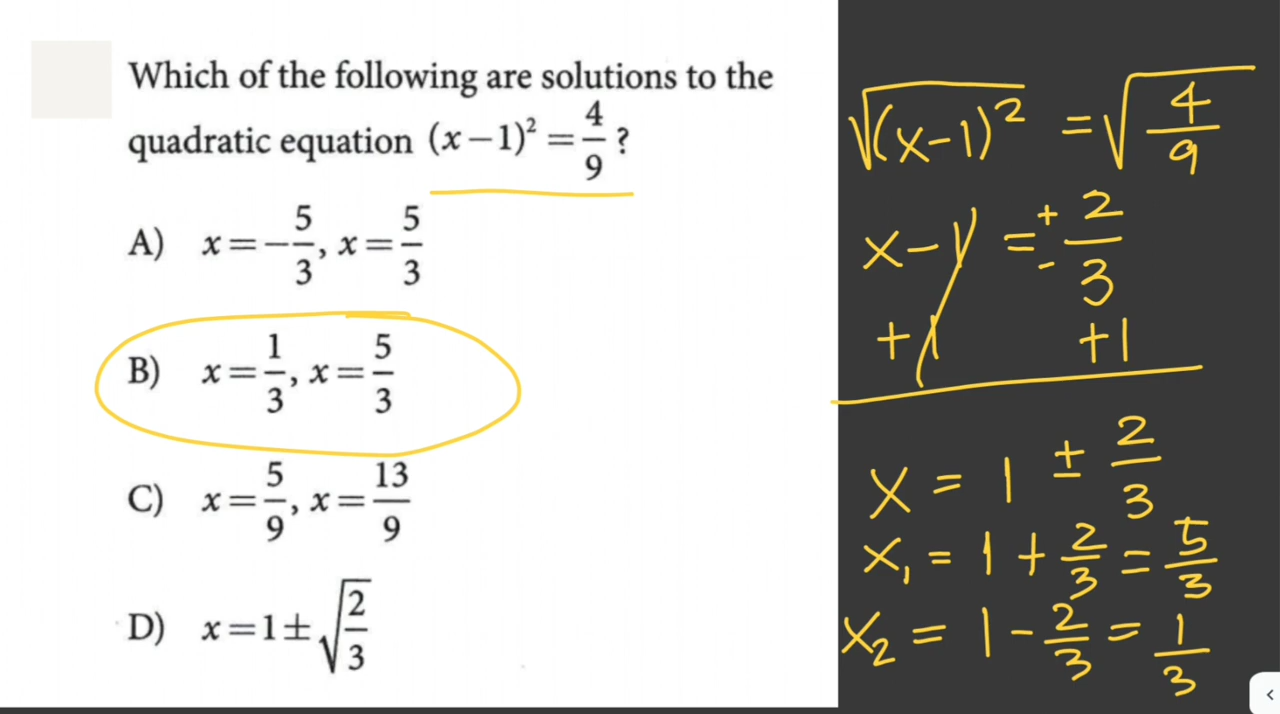 Which of the following are solutions to the
quadratic equation (x−1)² = 4/9 ?
A) x = −5/3, x = 5/3
B) x = 1/3, x = 5/3
C) x = 5/9, x = 13/9
D) x = 1 ± √(2/3)
√(x−1)² = √(4/9)
x − 1 = ± 2/3
+1 +1
x = 1 ± 2/3
x₁ = 1 + 2/3 = 5/3
x₂ = 1 − 2/3 = 1/3
<